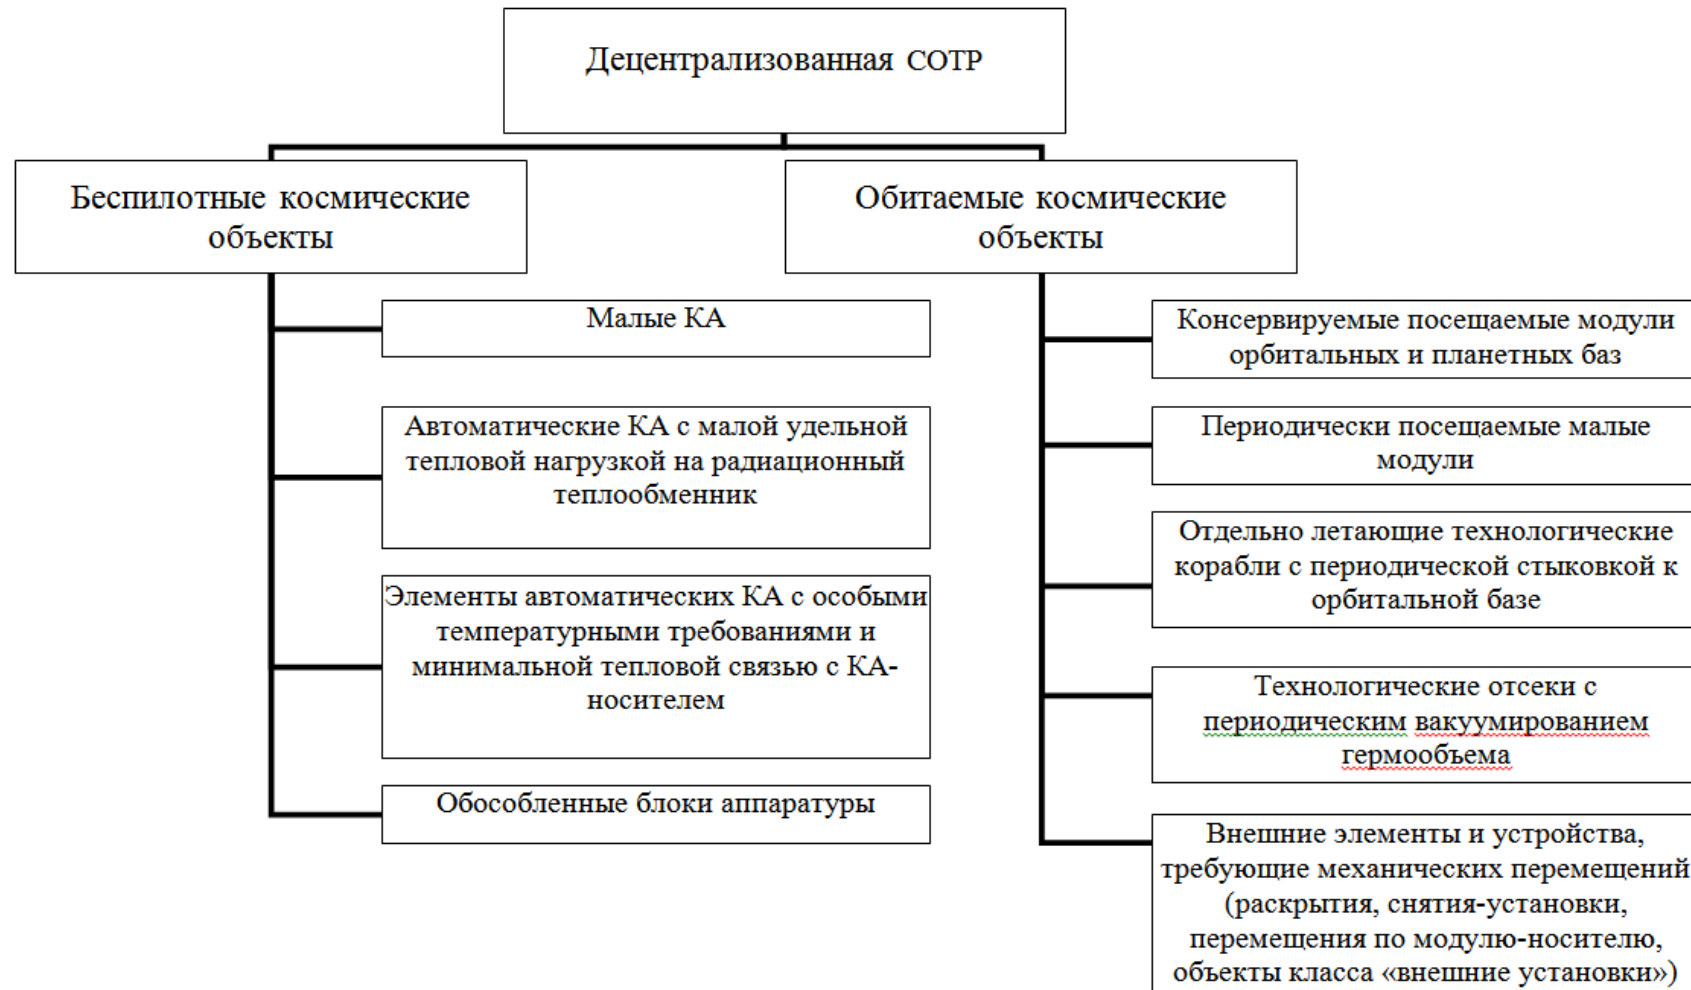 Децентрализованная СОТР
Беспилотные космические
объекты
Обитаемые космические
объекты
Малые КА
Автоматические КА с малой удельной
тепловой нагрузкой на радиационный
теплообменник
Элементы автоматических КА с особыми
температурными требованиями и
минимальной тепловой связью с КА-
носителем
Обособленные блоки аппаратуры
Консервируемые посещаемые модули
орбитальных и планетных баз
Периодически посещаемые малые
модули
Отдельно летающие технологические
корабли с периодической стыковкой к
орбитальной базе
Технологические отсеки с
периодическим вакуумированием
гермообъема
Внешние элементы и устройства,
требующие механических перемещений
(раскрытия, снятия-установки,
перемещения по модулю-носителю,
объекты класса «внешние установки»)